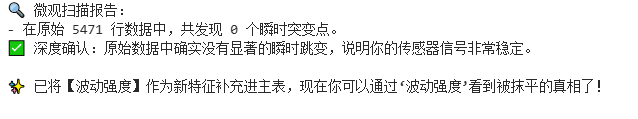 🔍 微观扫描报告:
- 在原始 5471 行数据中，共发现 0 个瞬时突变点。
✅ 深度确认：原始数据中确实没有显著的瞬时跳变，说明你的传感器信号非常稳定。
✨ 已将【波动强度】作为新特征补充进主表，现在你可以通过‘波动强度’看到被抹平的真相了！